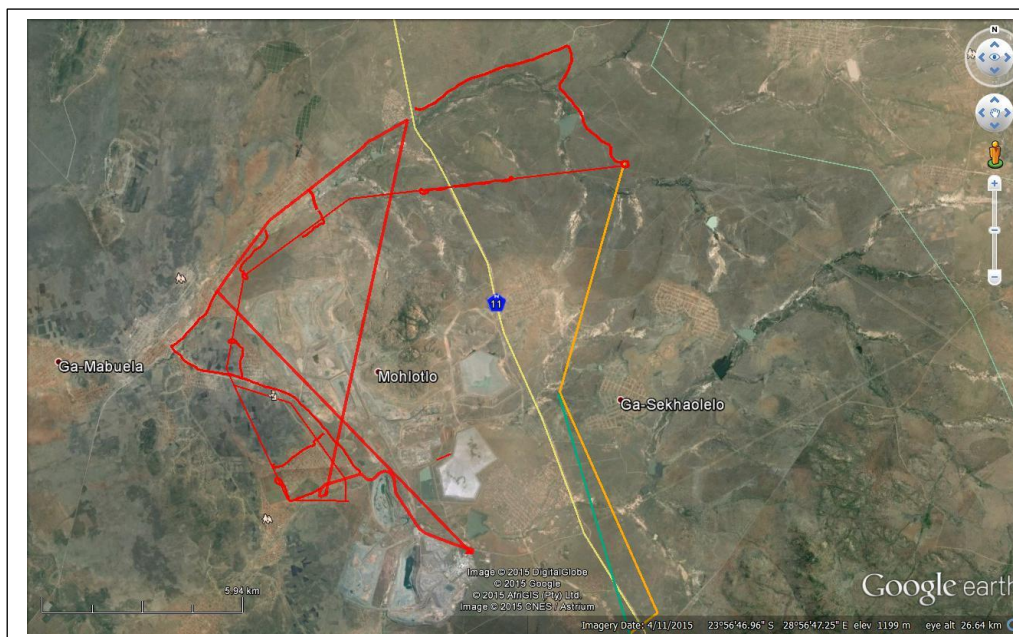 N
11
Ga-Mabuela
Mohlotlo
Ga-Sekhaolelo
5.94 km
Image © 2015 DigitalGlobe
© 2015 Google
© 2015 AfriGIS (Pty) Ltd.
Image © 2015 CNES / Astrium
Google earth
Imagery Date: 4/11/2015 23°56'46.96" S 28°56'47.25" E elev 1199 m eye alt 26.64 km